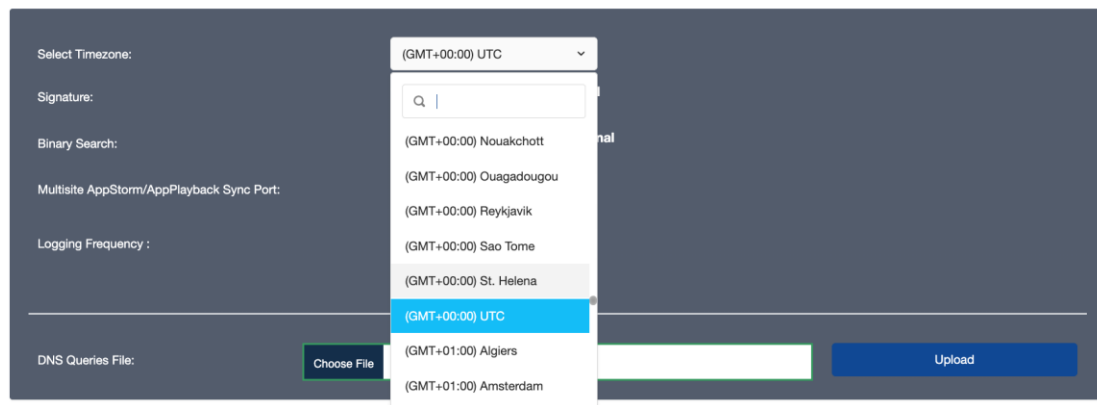 Select Timezone:
(GMT+00:00) UTC
Signature:
Binary Search:
nal
(GMT+00:00) Nouakchott
(GMT+00:00) Ouagadougou
Multisite AppStorm/AppPlayback Sync Port:
(GMT+00:00) Reykjavik
Logging Frequency :
(GMT+00:00) Sao Tome
(GMT+00:00) St. Helena
(GMT+00:00) UTC
(GMT+01:00) Algiers
DNS Queries File:
Choose File
Upload
(GMT+01:00) Amsterdam